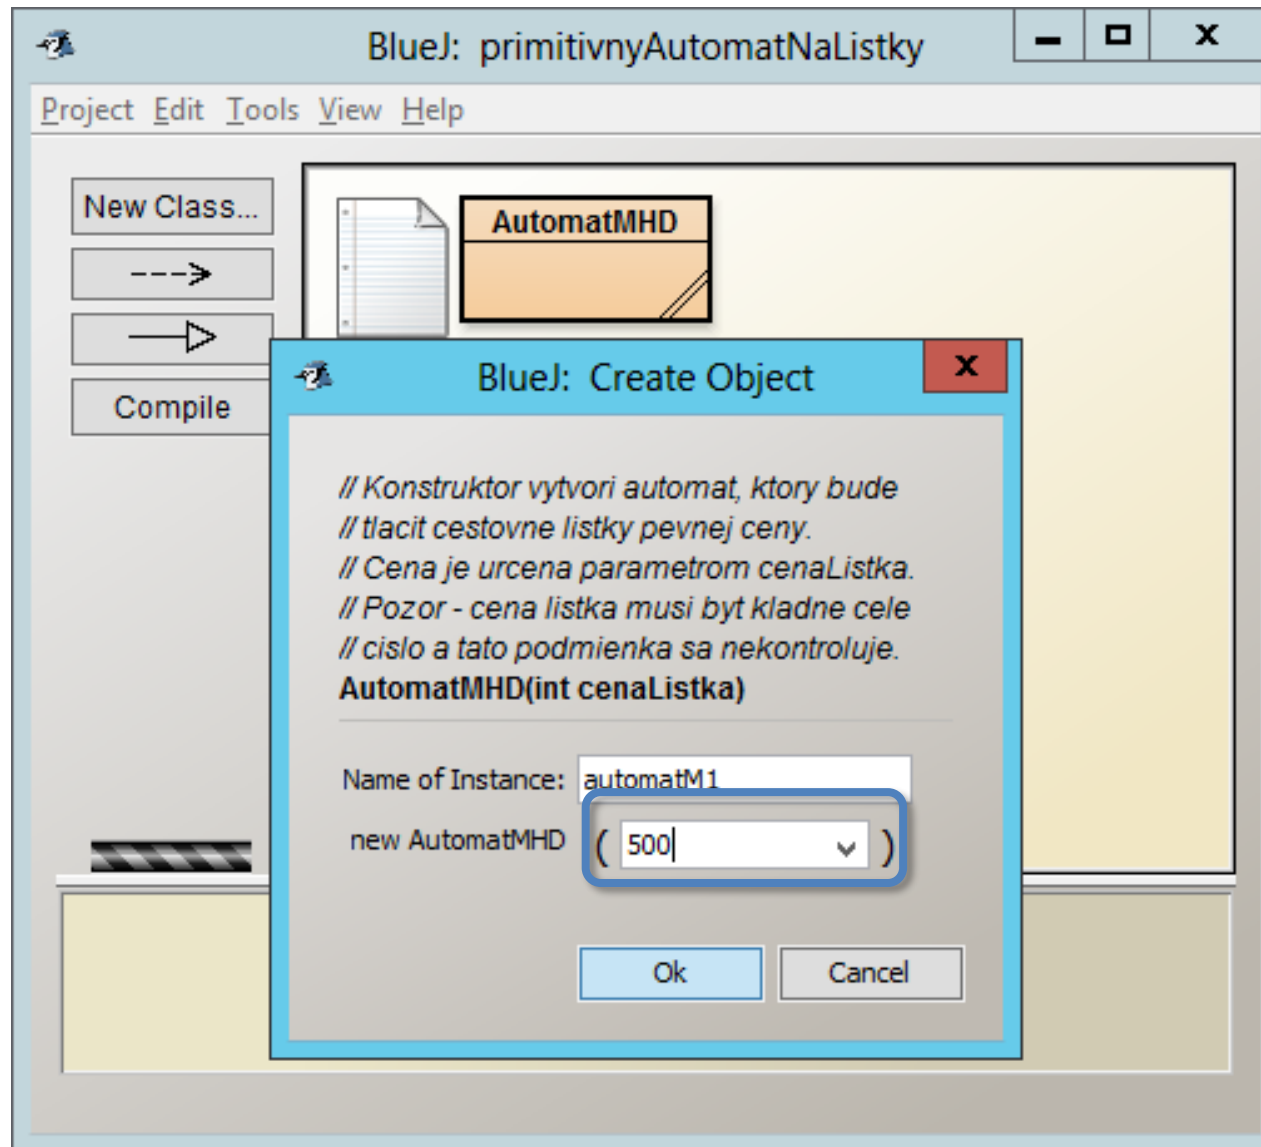 BlueJ: primitivnyAutomatNaListky
Project Edit Tools View Help
New Class...
AutomatMHD
Compile
BlueJ: Create Object
// Konstruktor vytvori automat, ktory bude
// tlacit cestovne listky pevnej ceny.
// Cena je urcena parametrom cenaListka.
// Pozor - cena listka musi byt kladne cele
// cislo a tato podmienka sa nekontroluje.
AutomatMHD(int cenaListka)
Name of Instance: automatM1
new AutomatMHD ( 500 )
Ok Cancel